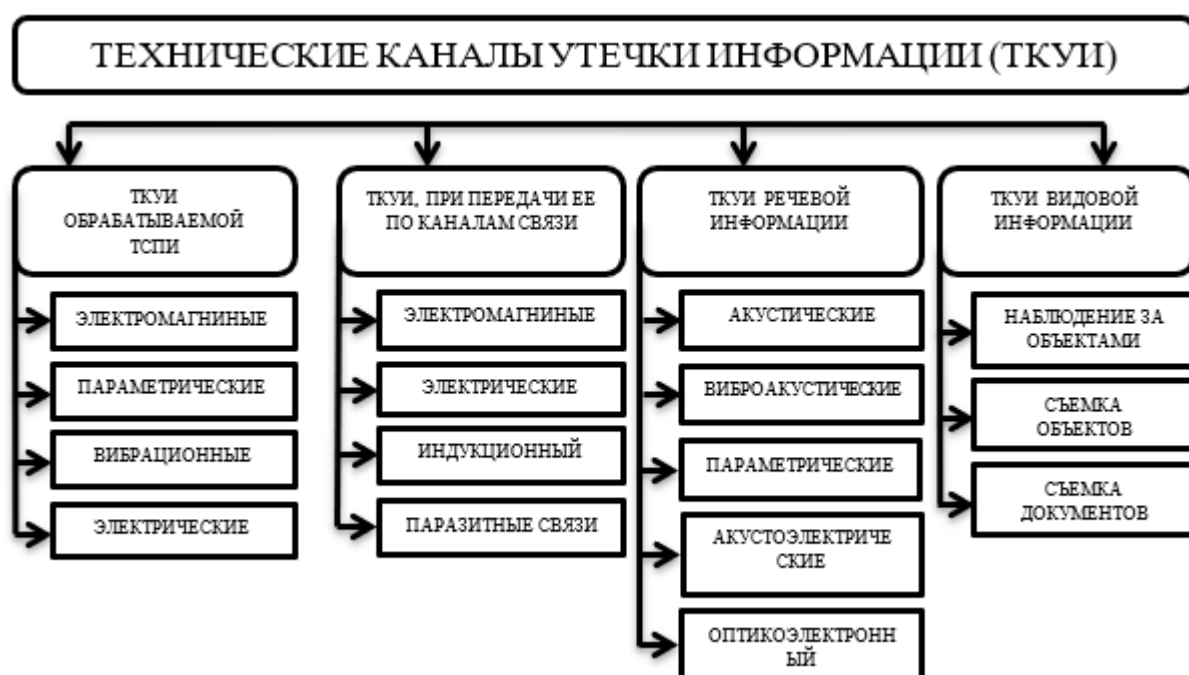 ТЕХНИЧЕСКИЕ КАНАЛЫ УТЕЧКИ ИНФОРМАЦИИ (ТКУИ)
ТКУИ
ОБРАБАТЫВАЕМОЙ
ТСПИ
ЭЛЕКТРОМАГНИНЫЕ
ПАРАМЕТРИЧЕСКИЕ
ВИБРАЦИОННЫЕ
ЭЛЕКТРИЧЕСКИЕ
ТКУИ, ПРИ ПЕРЕДАЧИ ЕЕ
ПО КАНАЛАМ СВЯЗИ
ЭЛЕКТРОМАГНИНЫЕ
ЭЛЕКТРИЧЕСКИЕ
ИНДУКЦИОННЫЙ
ПАРАЗИТНЫЕ СВЯЗИ
ТКУИ РЕЧЕВОЙ
ИНФОРМАЦИИ
АКУСТИЧЕСКИЕ
ВИБРОАКУСТИЧЕСКИЕ
ПАРАМЕТРИЧЕСКИЕ
АКУСТОЭЛЕКТРИЧЕ
СКИЕ
ОПТИКОЭЛЕКТРОНН
ЫЙ
ТКУИ ВИДОВОЙ
ИНФОРМАЦИИ
НАБЛЮДЕНИЕ ЗА
ОБЪЕКТАМИ
СЪЕМКА
ОБЪЕКТОВ
СЪЕМКА
ДОКУМЕНТОВ